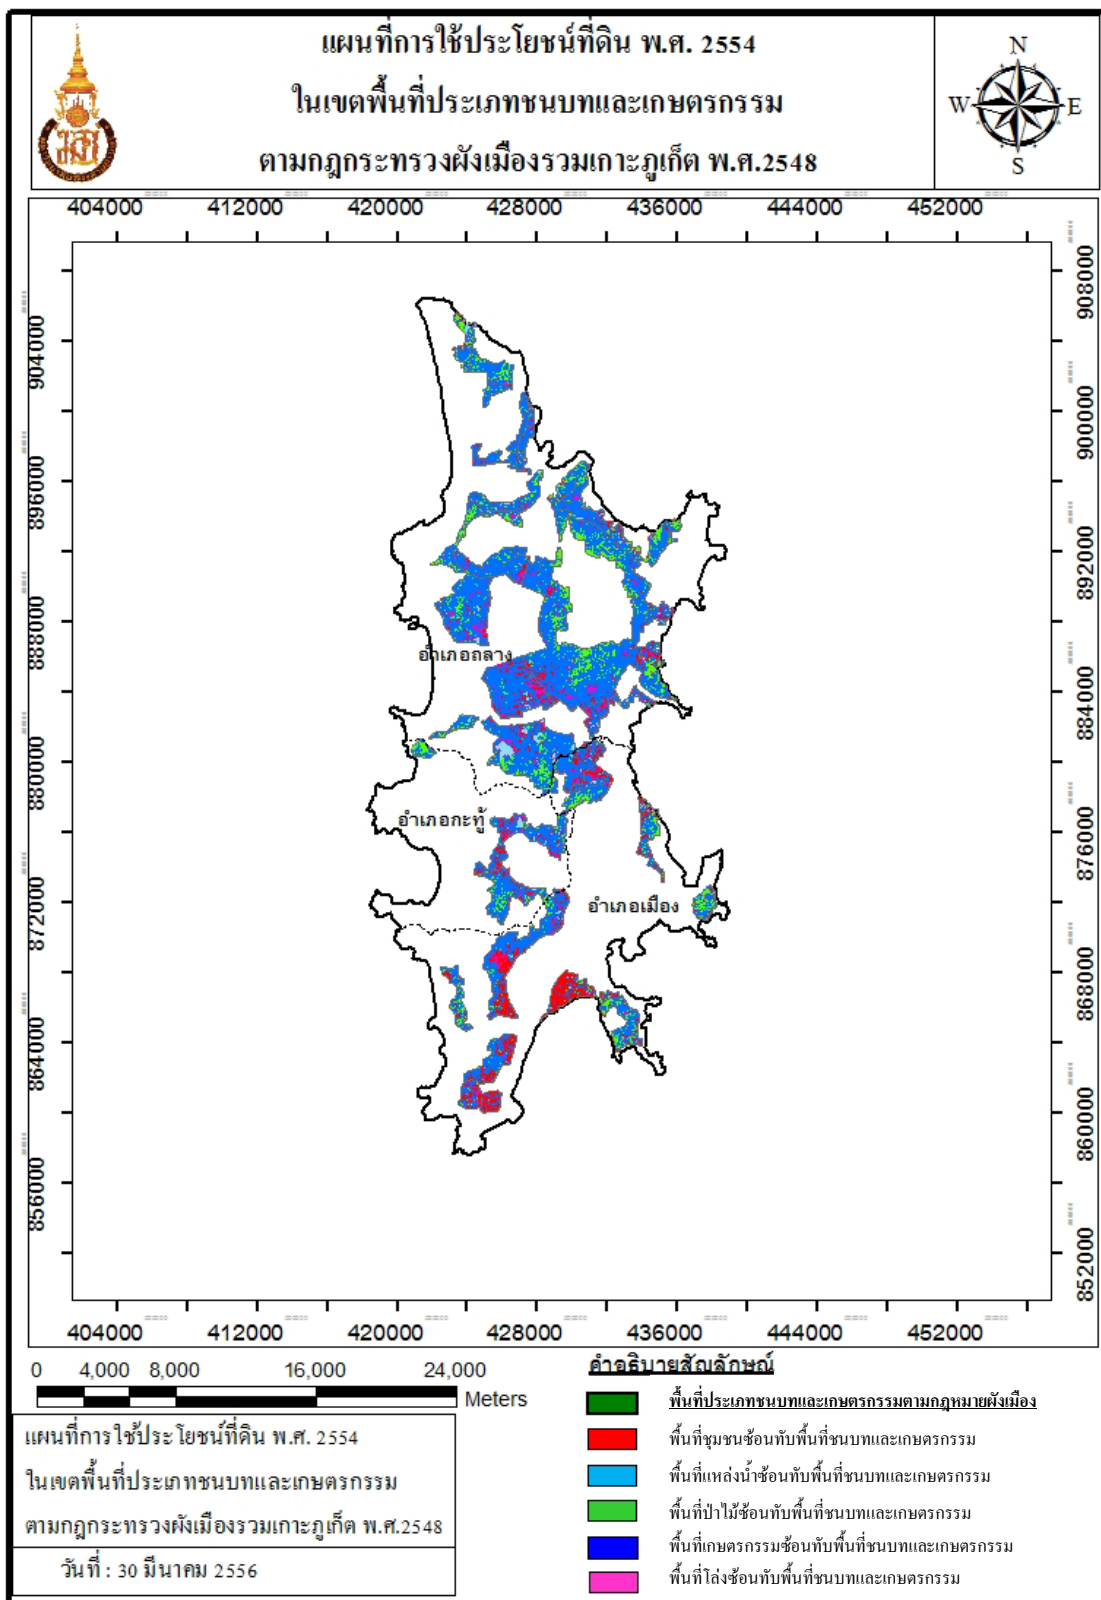 แผนที่การใช้ประโยชน์ที่ดิน พ.ศ. 2554
ในเขตพื้นที่ประเภทชนบทและเกษตรกรรม
ตามกฎกระทรวงผังเมืองรวมเกาะภูเก็ต พ.ศ.2548
N
W E
S
404000 412000 420000 428000 436000 444000 452000
908000
904000
900000
896000
892000
888000
884000
880000
876000
872000
868000
864000
860000
856000
852000
อำเภอถลาง
อำเภอกะทู้
อำเภอเมือง
404000 412000 420000 428000 436000 444000 452000
0 4,000 8,000 16,000 24,000
Meters
แผนที่การใช้ประโยชน์ที่ดิน พ.ศ. 2554
ในเขตพื้นที่ประเภทชนบทและเกษตรกรรม
ตามกฎกระทรวงผังเมืองรวมเกาะภูเก็ต พ.ศ.2548
วันที่ : 30 มีนาคม 2556
คำอธิบายสัญลักษณ์
พื้นที่ประเภทชนบทและเกษตรกรรมตามกฎหมายผังเมือง
พื้นที่ชุมชนซ้อนทับพื้นที่ชนบทและเกษตรกรรม
พื้นที่แหล่งน้ำซ้อนทับพื้นที่ชนบทและเกษตรกรรม
พื้นที่ป่าไม้ซ้อนทับพื้นที่ชนบทและเกษตรกรรม
พื้นที่เกษตรกรรมซ้อนทับพื้นที่ชนบทและเกษตรกรรม
พื้นที่โล่งซ้อนทับพื้นที่ชนบทและเกษตรกรรม